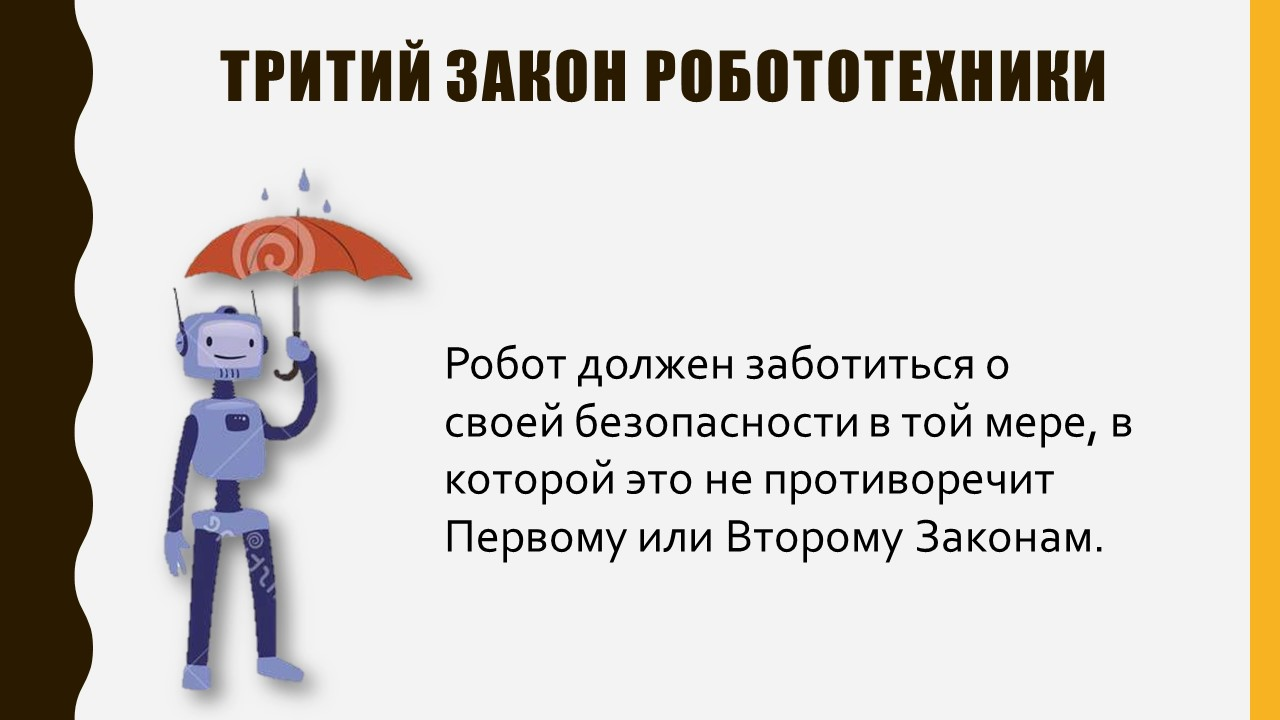 ТРИТИЙ ЗАКОН РОБОТОТЕХНИКИ
Робот должен заботиться о
своей безопасности в той мере, в
которой это не противоречит
Первому или Второму Законам.